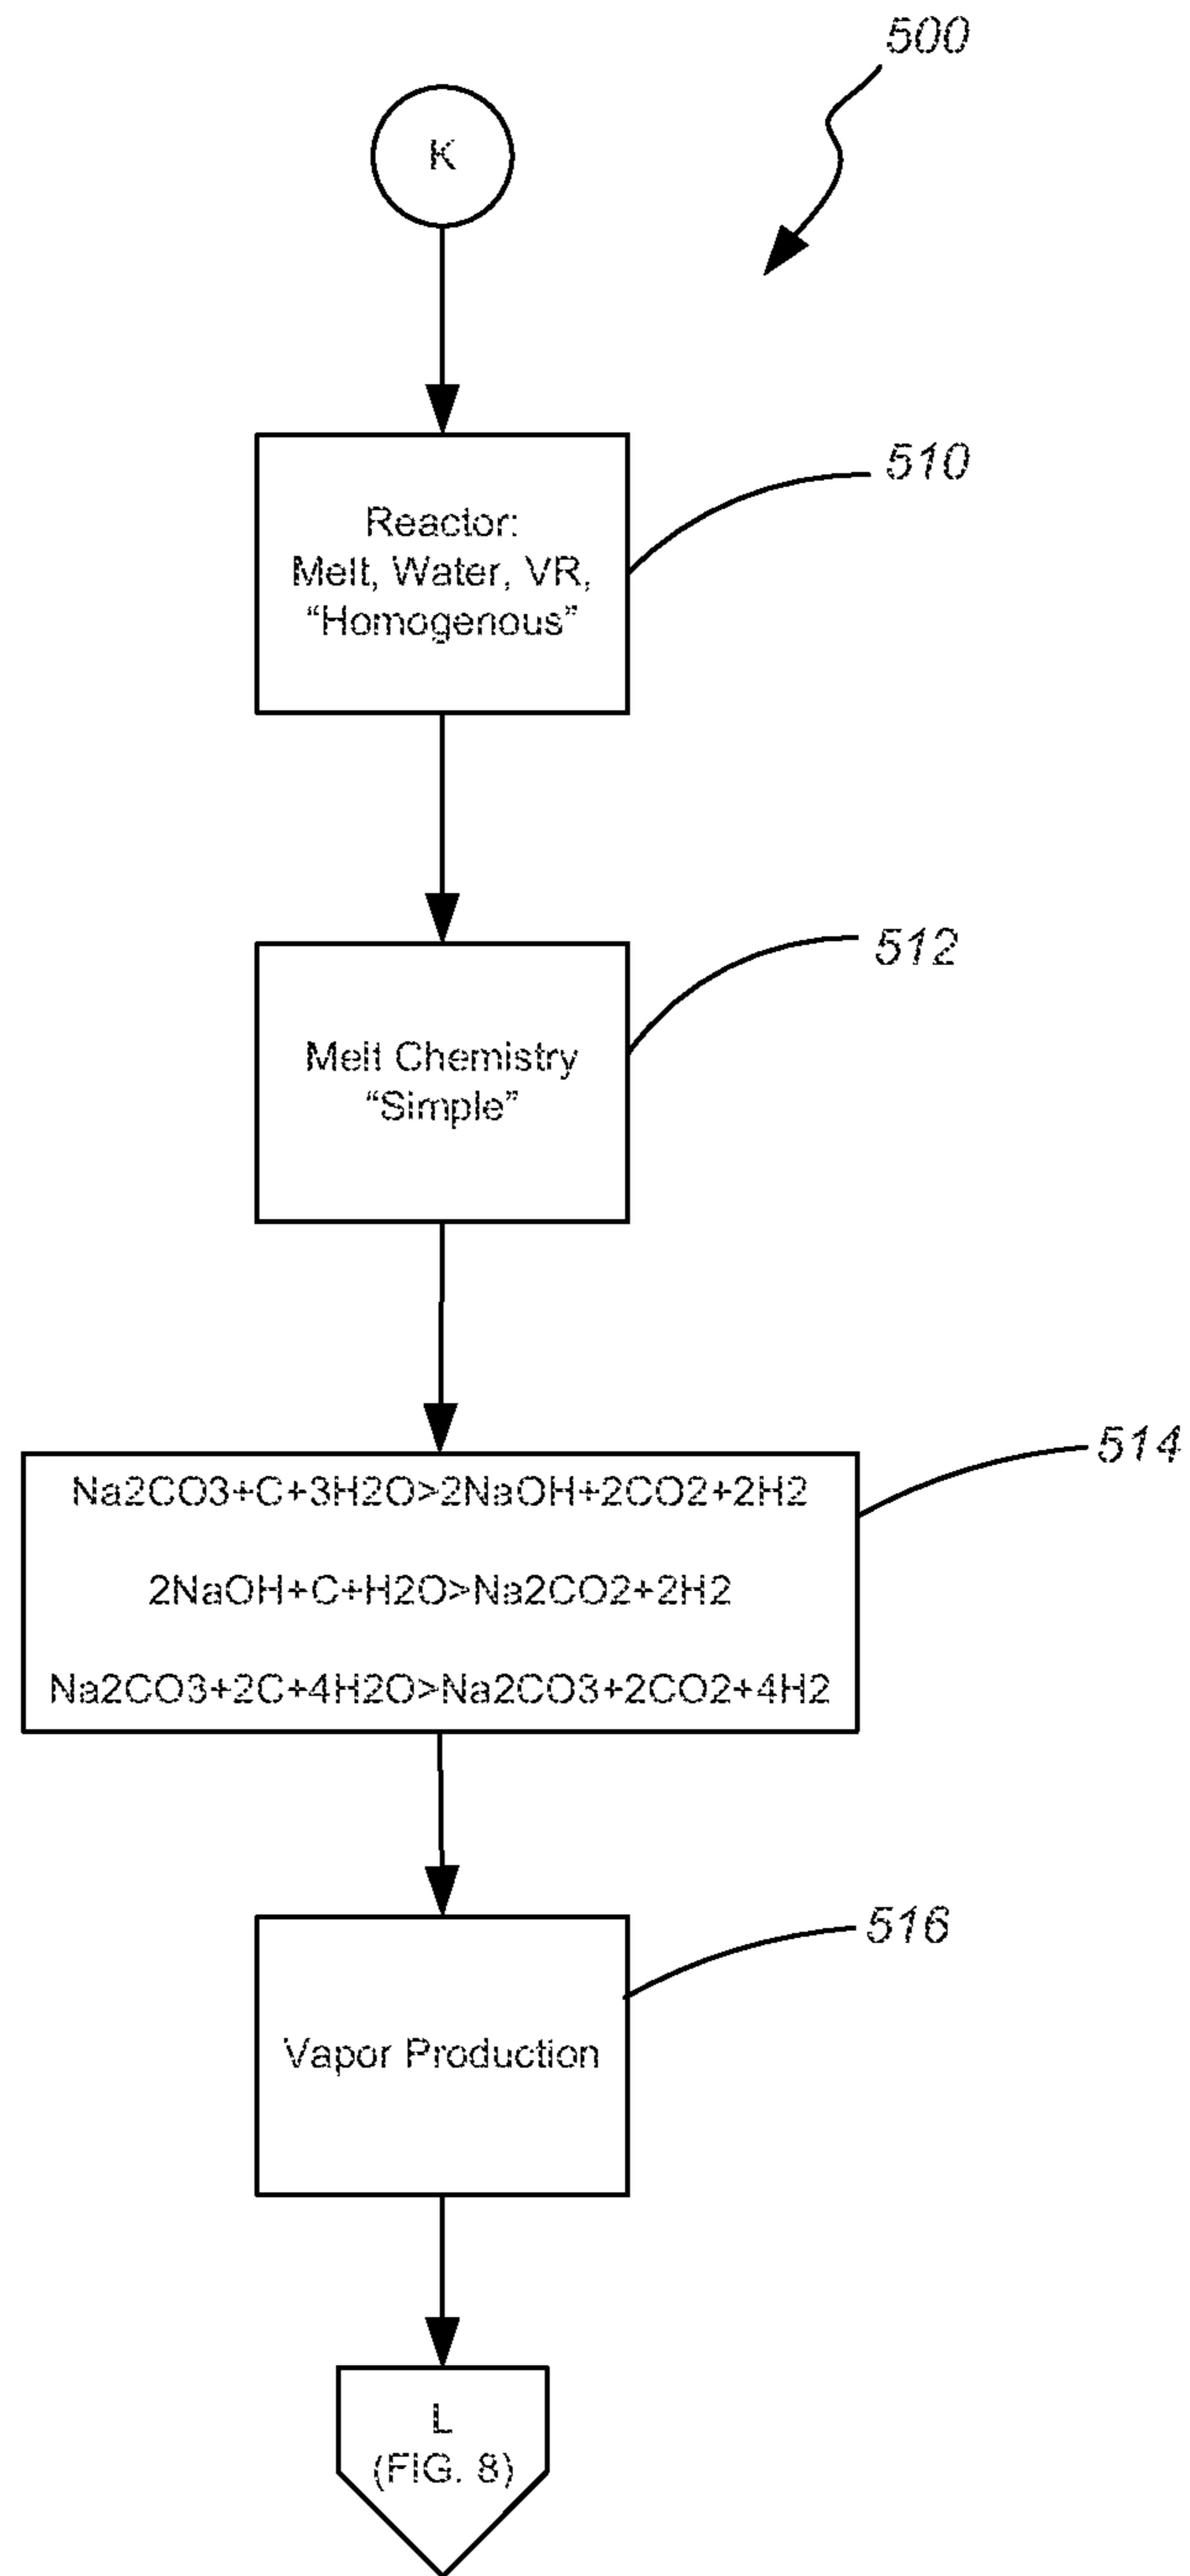 500
K
510
Reactor:
Melt, Water, VR,
“Homogenous”
512
Melt Chemistry
“Simple”
514
Na2CO3+C+3H2O>2NaOH+2CO2+2H2
2NaOH+C+H2O>Na2CO2+2H2
Na2CO3+2C+4H2O>Na2CO3+2CO2+4H2
516
Vapor Production
L
(FIG. 8)